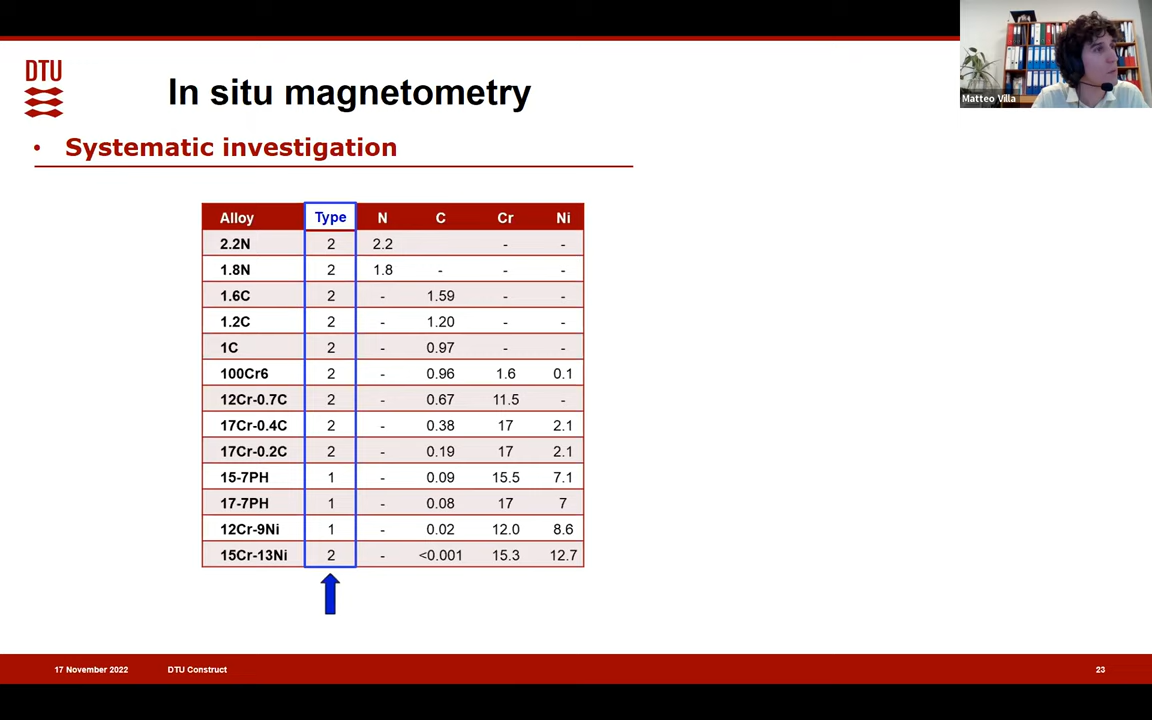 DTU
In situ magnetometry
Matteo Villa
• Systematic investigation
Alloy Type N C Cr Ni
2.2N 2 2.2 - -
1.8N 2 1.8 - - -
1.6C 2 - 1.59 - -
1.2C 2 - 1.20 - -
1C 2 - 0.97 - -
100Cr6 2 - 0.96 1.6 0.1
12Cr-0.7C 2 - 0.67 11.5 -
17Cr-0.4C 2 - 0.38 17 2.1
17Cr-0.2C 2 - 0.19 17 2.1
15-7PH 1 - 0.09 15.5 7.1
17-7PH 1 - 0.08 17 7
12Cr-9Ni 1 - 0.02 12.0 8.6
15Cr-13Ni 2 - <0.001 15.3 12.7
17 November 2022 DTU Construct 23